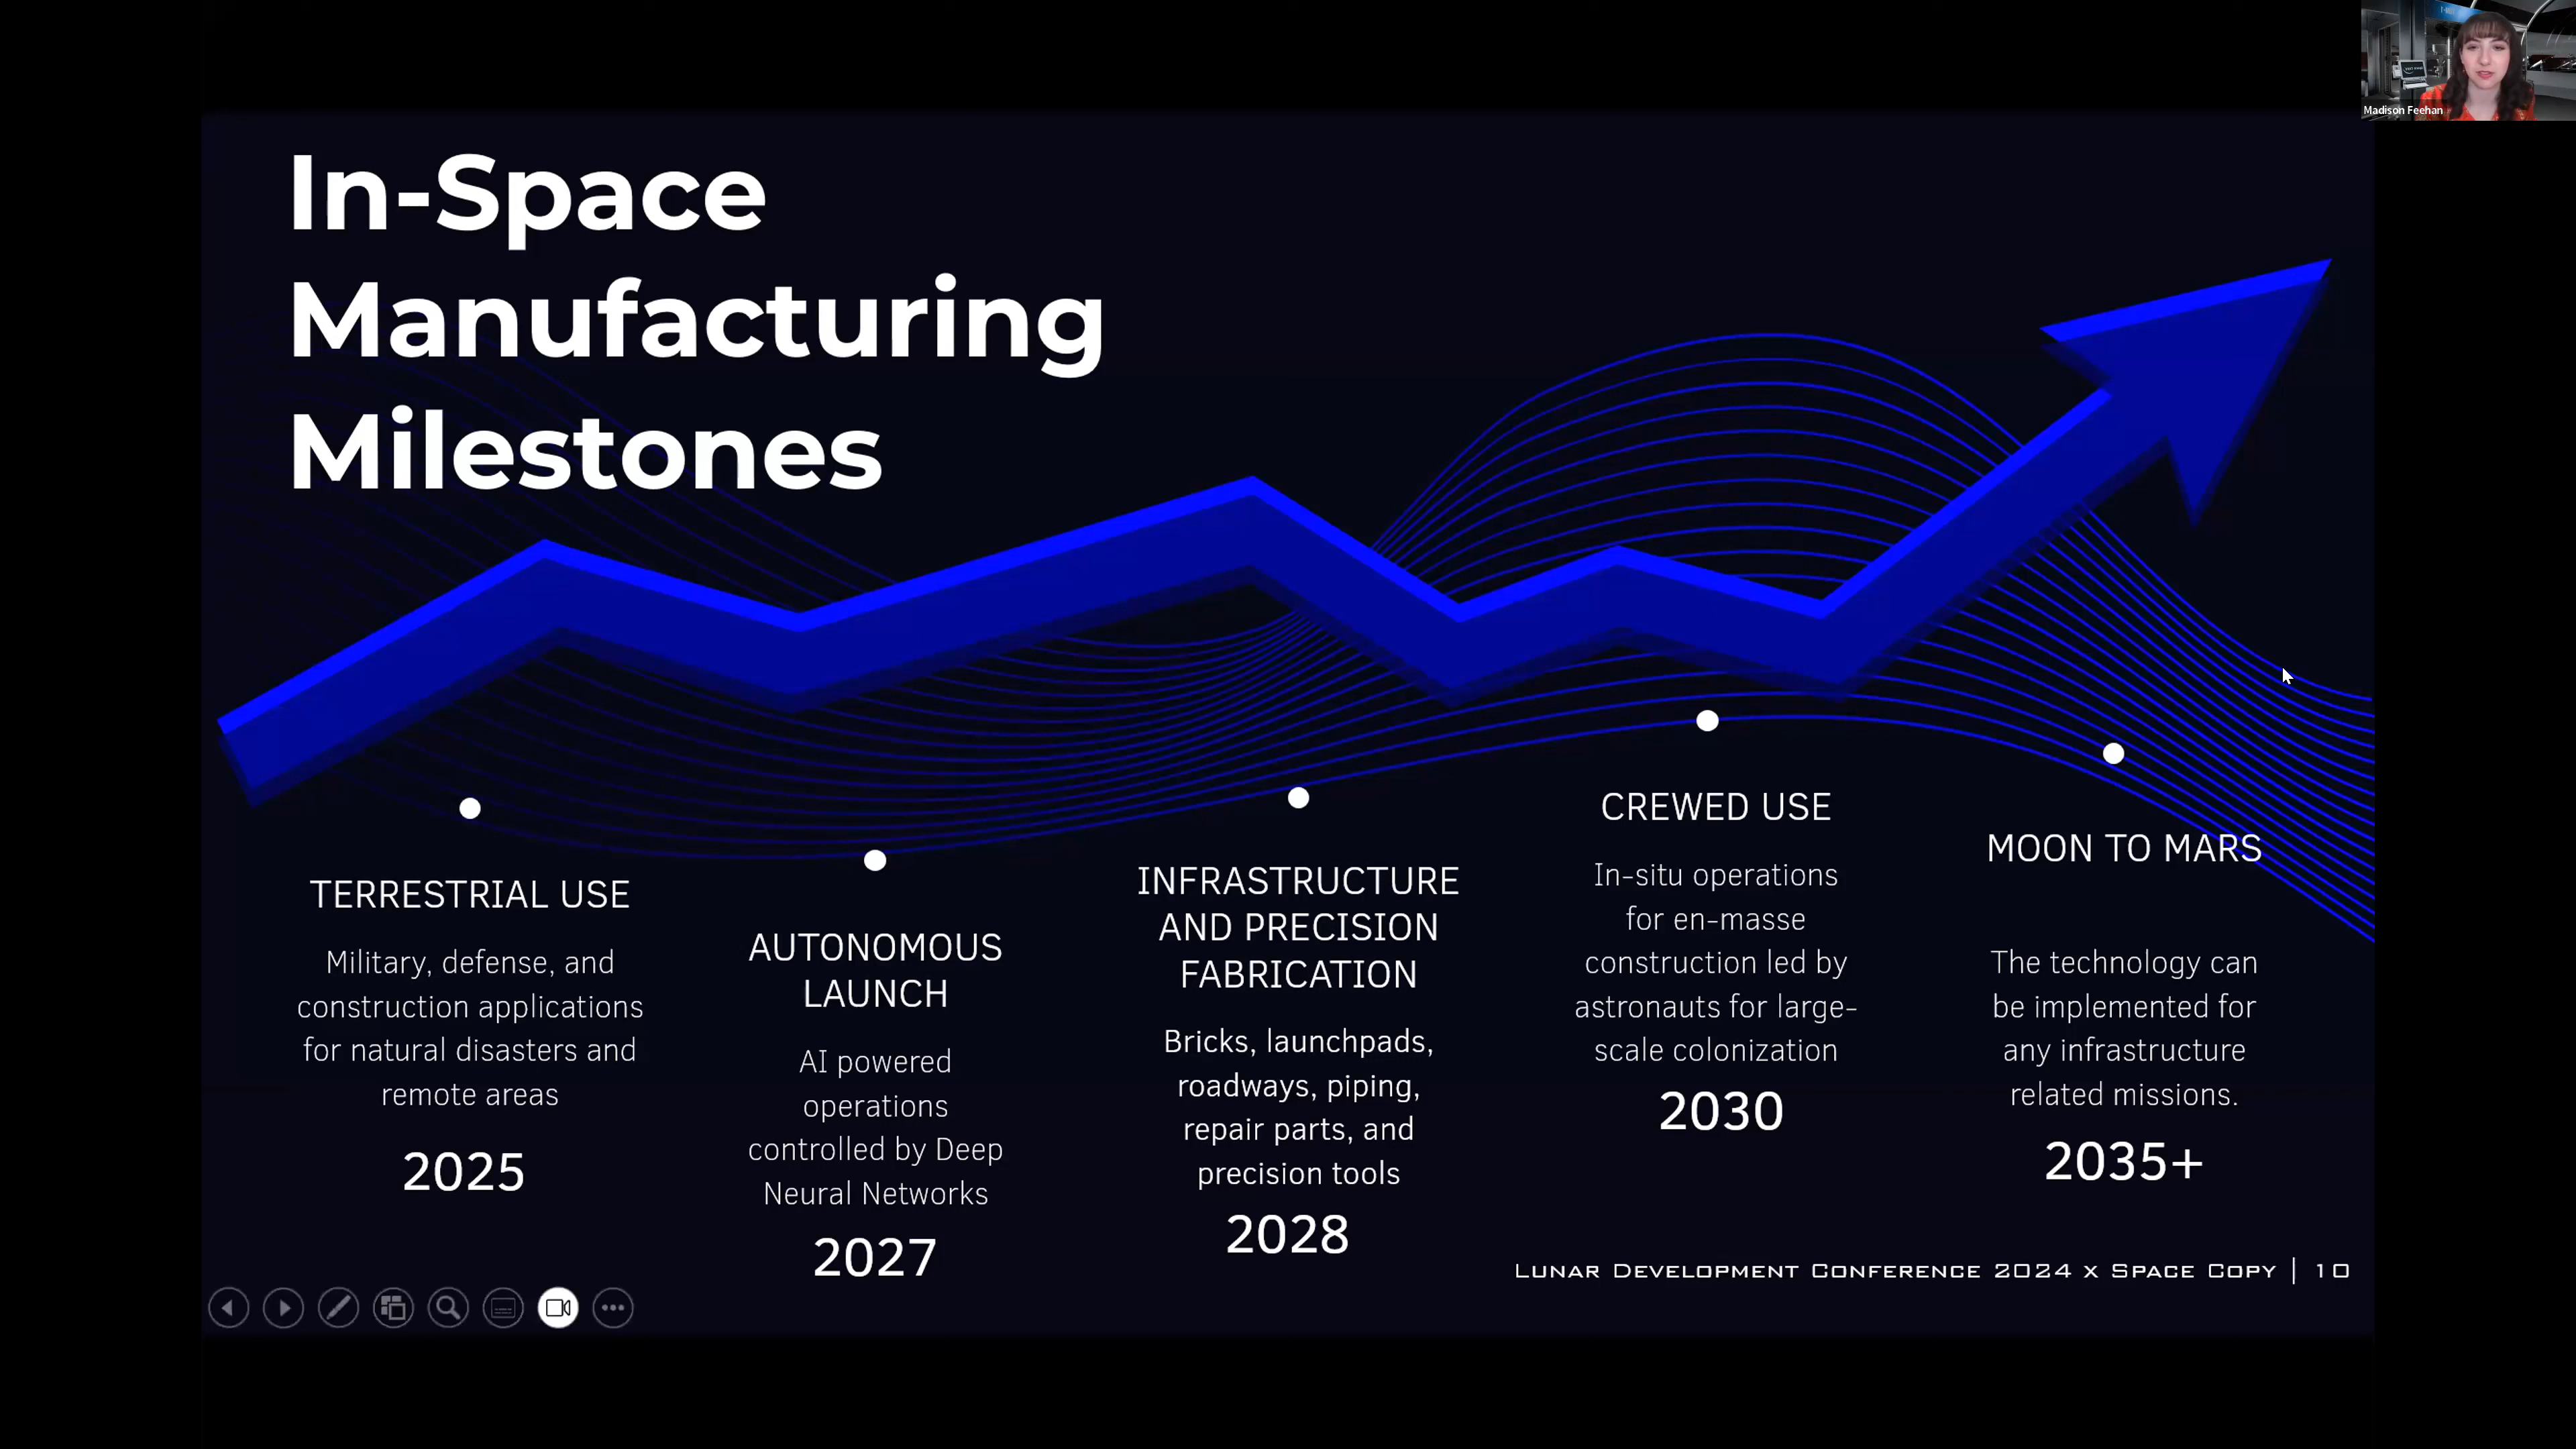 Madison Feehan
In-Space
Manufacturing
Milestones
TERRESTRIAL USE
Military, defense, and
construction applications
for natural disasters and
remote areas
2025
AUTONOMOUS
LAUNCH
AI powered
operations
controlled by Deep
Neural Networks
2027
INFRASTRUCTURE
AND PRECISION
FABRICATION
Bricks, launchpads,
roadways, piping,
repair parts, and
precision tools
2028
CREWED USE
In-situ operations
for en-masse
construction led by
astronauts for large-
scale colonization
2030
MOON TO MARS
The technology can
be implemented for
any infrastructure
related missions.
2035+
Lunar Development Conference 2024 x Space Copy | 10